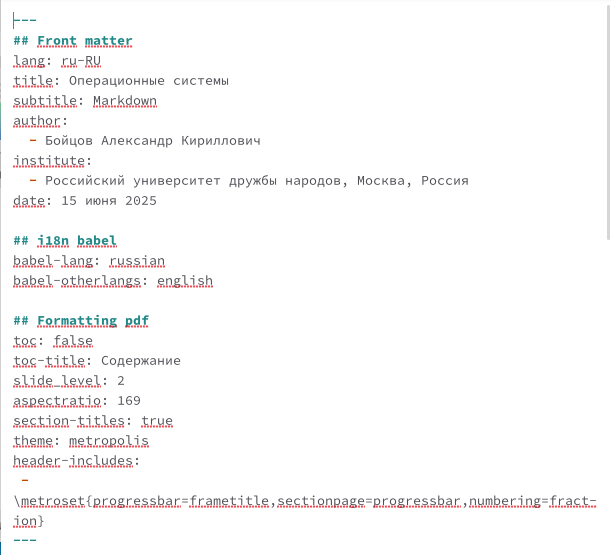 ---
## Front matter
lang: ru-RU
title: Операционные системы
subtitle: Markdown
author:
  - Бойцов Александр Кириллович
institute:
  - Российский университет дружбы народов, Москва, Россия
date: 15 июня 2025

## i18n babel
babel-lang: russian
babel-otherlangs: english

## Formatting pdf
toc: false
toc-title: Содержание
slide_level: 2
aspectratio: 169
section-titles: true
theme: metropolis
header-includes:
 -
\metroset{progressbar=frametitle,sectionpage=progressbar,numbering=fract-
ion}
---